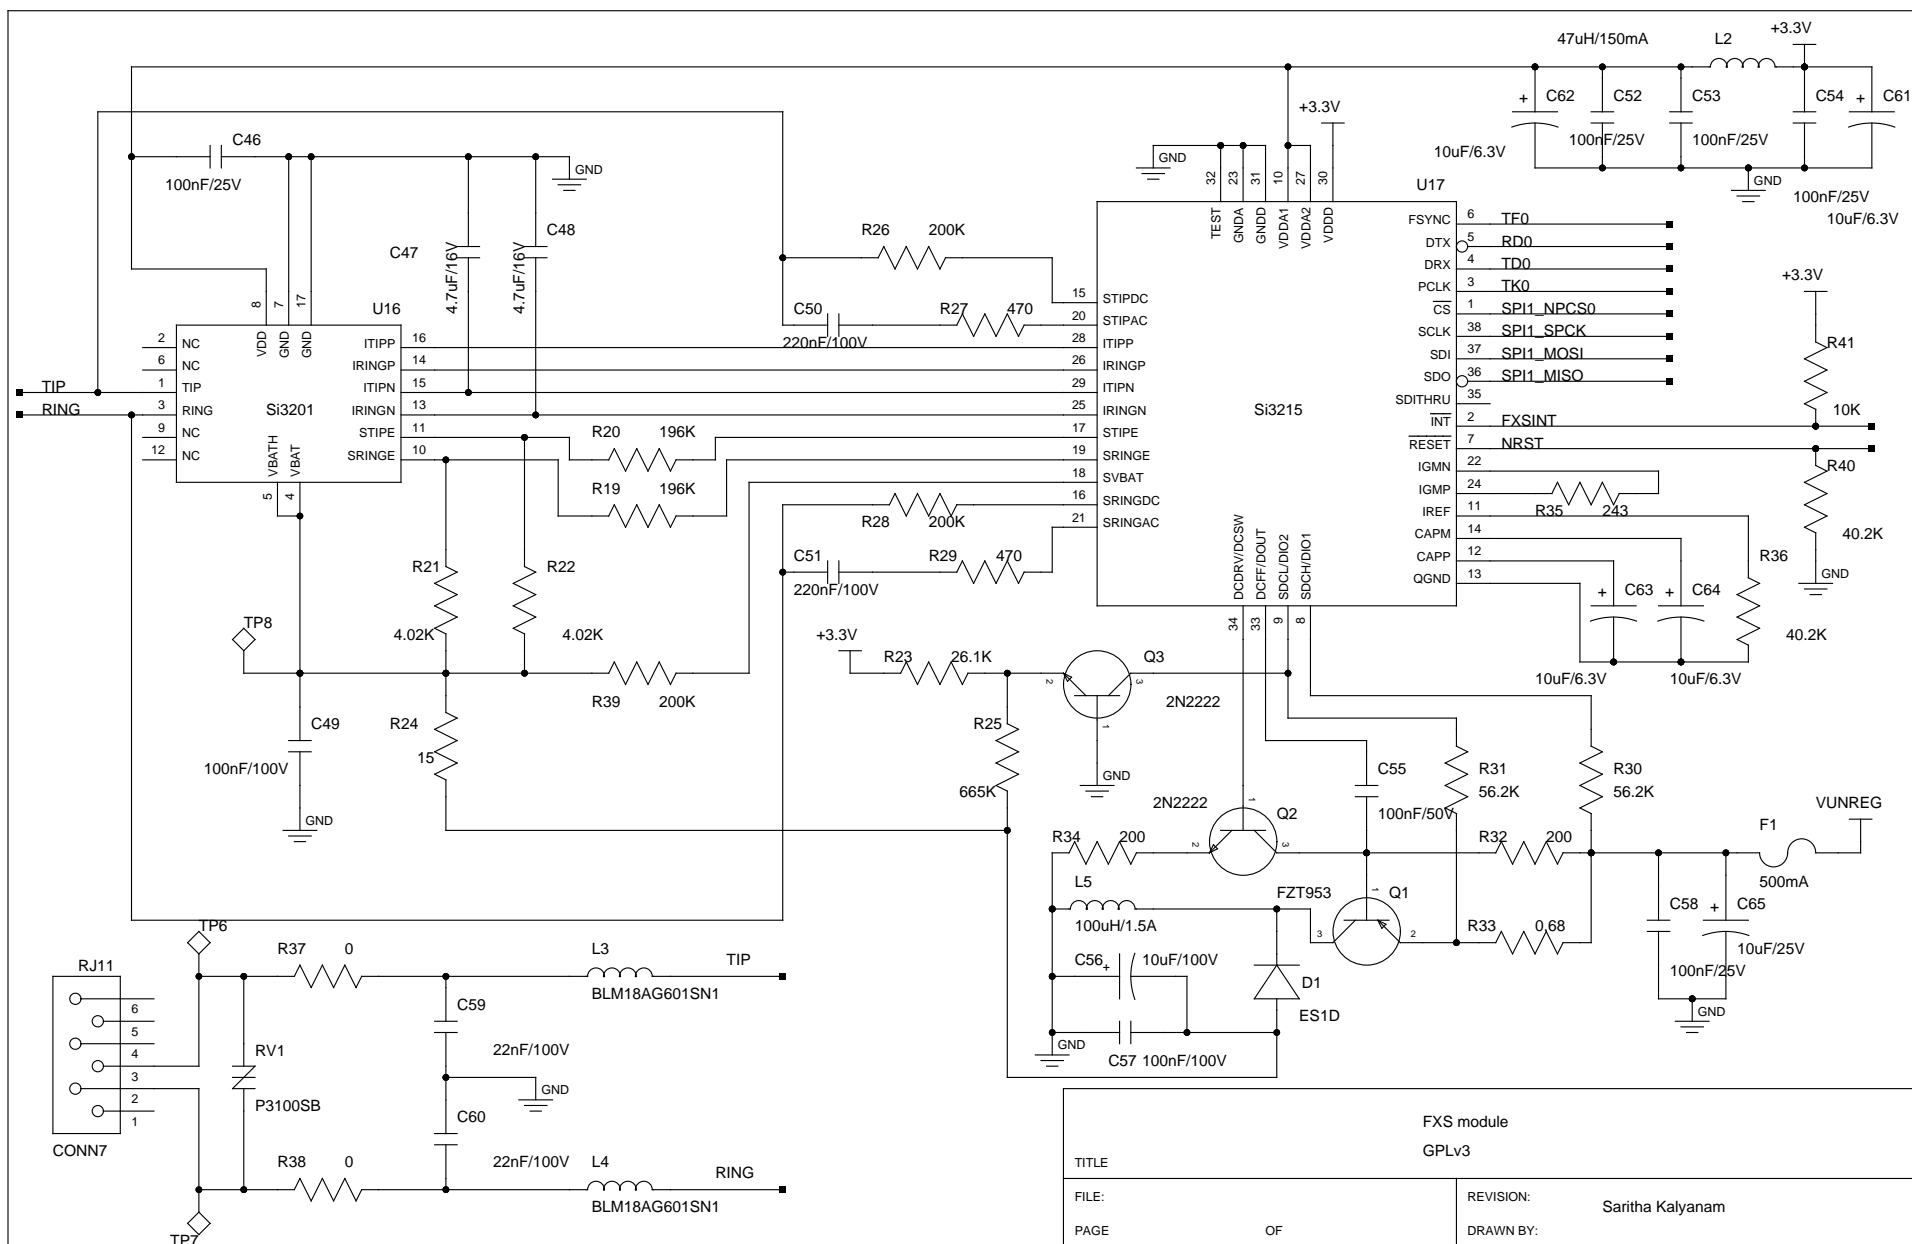 47uH/150mA L2 +3.3V
C62 C52 C53 C54 C61
+ +
10uF/6.3V 100nF/25V 100nF/25V
GND
100nF/25V
10uF/6.3V
C46
100nF/25V
GND
C47 C48
4.7uF/16V 4.7uF/16V
8 7 17
VDD GND GND
U16
Si3201
2 NC
6 NC
1 TIP
3 RING
9 NC
12 NC
TIP
RING
ITIPP 16
IRINGP 14
ITIPN 15
IRINGN 13
STIPE 11
SRINGE 10
VBATH VBAT
5 4
R26 200K
C50 R27 470
220nF/100V
R20 196K
R19 196K
R28 200K
C51 R29 470
220nF/100V
R21 R22
4.02K 4.02K
TP8
R39 200K
C49
100nF/100V
GND
R24
15
GND +3.3V
32 23 31 10 27 30
TEST GNDA GNDD VDDA1 VDDA2 VDDD
U17
Si3215
15 STIPDC
20 STIPAC
28 ITIPP
26 IRINGP
29 ITIPN
25 IRINGN
17 STIPE
19 SRINGE
18 SVBAT
16 SRINGDC
21 SRINGAC
FSYNC 6 TF0
DTX 5 RD0
DRX 4 TD0
PCLK 3 TK0
CS 1 SPI1_NPCS0
SCLK 38 SPI1_SPCK
SDI 37 SPI1_MOSI
SDO 36 SPI1_MISO
SDITHRU 35
INT 2 FXSINT
RESET 7 NRST
IGMN 22
IGMP 24
IREF 11
CAPM 14
CAPP 12
QGND 13
DCDRV/DCSW DCFF/DOUT SDCL/DIO2 SDCH/DIO1
34 33 9 8
+3.3V
R41
10K
R40
40.2K
GND
R35 243
R36
40.2K
+ C63 + C64
10uF/6.3V 10uF/6.3V
+3.3V
R23 26.1K
Q3
2 3
1
2N2222
R25
665K
GND
C55
100nF/50V
R31
56.2K
R30
56.2K
2N2222
Q2
1
2 3
R34 200
R32 200
F1
500mA
VUNREG
L5
100uH/1.5A
FZT953 Q1
1
3 2
R33 0.68
C58 + C65
10uF/25V
100nF/25V
GND
C56 + 10uF/100V
D1
ES1D
GND
C57 100nF/100V
TP6
RJ11
6
5
4
3
2
1
CONN7
R37 0
L3 TIP
BLM18AG601SN1
C59
22nF/100V
RV1
P3100SB
GND
C60
22nF/100V
R38 0
L4 RING
BLM18AG601SN1
TP7
FXS module
GPLv3
TITLE
FILE: REVISION:
Saritha Kalyanam
PAGE OF DRAWN BY: